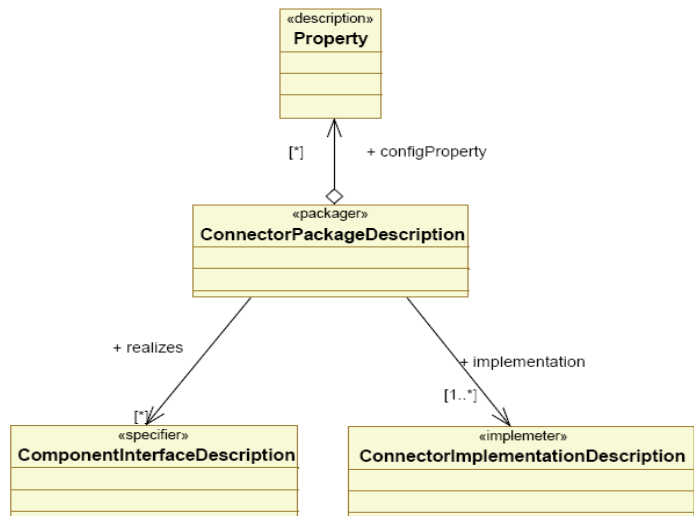 «description»
Property
[*]
+ configProperty
«packager»
ConnectorPackageDescription
+ realizes
+ implementation
[*]
[1..*]
«specifier»
ComponentInterfaceDescription
«implemeter»
ConnectorImplementationDescription